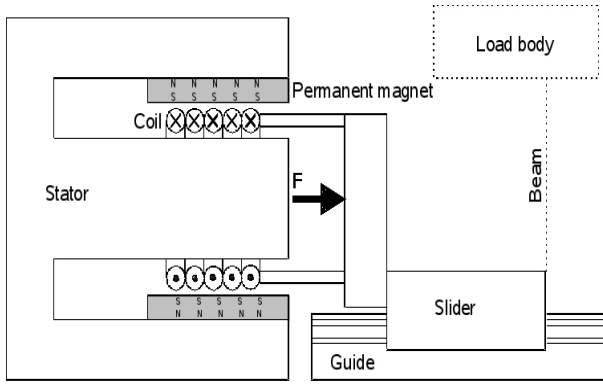 Load body
N N N N N
S S S S S
Permanent magnet
Coil
Beam
F
Stator
S S S S S
N N N N N
Slider
Guide